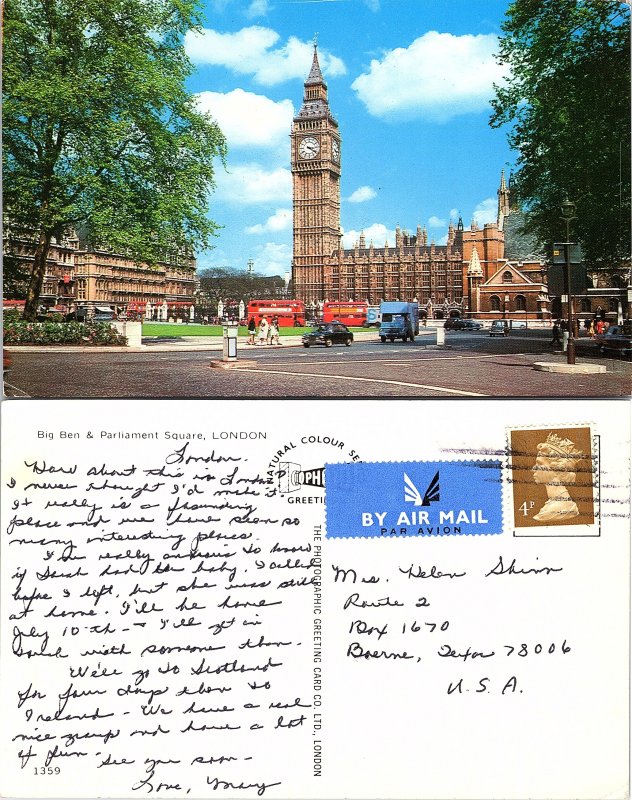 Big Ben & Parliament Square, LONDON
London.
How about this in London?
I never thought I'd make it
It really is a
place and we have seen so
many interesting places.
I'm really anxious to know
if Sarah had her baby. I called
before I left, but she was still
at home. I'll be home
July 10th - I'll get in
touch with someone then.
We'll go to Scotland
for four days then to
Ireland - We have a real
nice group and have a lot
of fun.
See you soon -
Love, Mary
1359
NATURAL COLOUR
GREETING
THE PHOTOGRAPHIC GREETING CARD CO. LTD., LONDON
BY AIR MAIL
PAR AVION
4P
Mrs. Helen Shinn
Route 2
Box 1670
Boerne, Texas 78006
U.S.A.